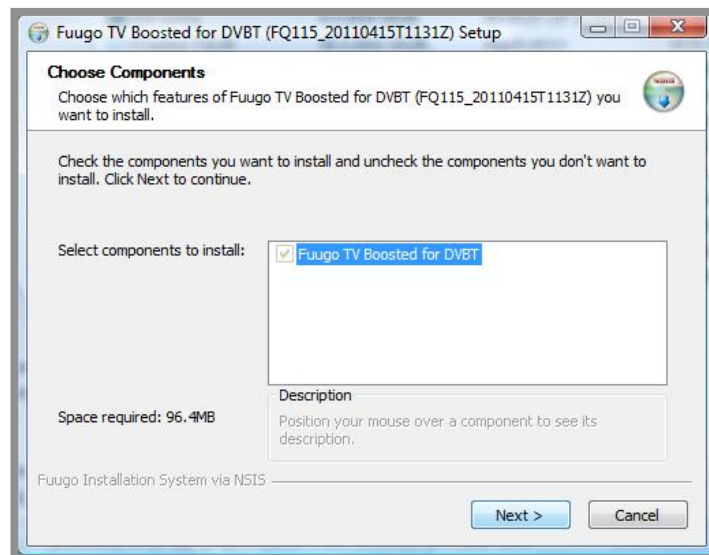 Fuugo TV Boosted for DVBT (FQ115_20110415T1131Z) Setup
Choose Components
Choose which features of Fuugo TV Boosted for DVBT (FQ115_20110415T1131Z) you
want to install.
Check the components you want to install and uncheck the components you don't want to
install. Click Next to continue.
Select components to install:
Fuugo TV Boosted for DVBT
Space required: 96.4MB
Description
Position your mouse over a component to see its
description.
Fuugo Installation System via NSIS
Next >
Cancel